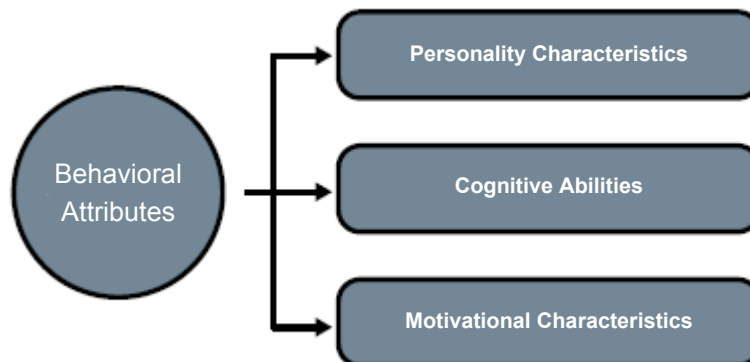 Behavioral
Attributes
Personality Characteristics
Cognitive Abilities
Motivational Characteristics